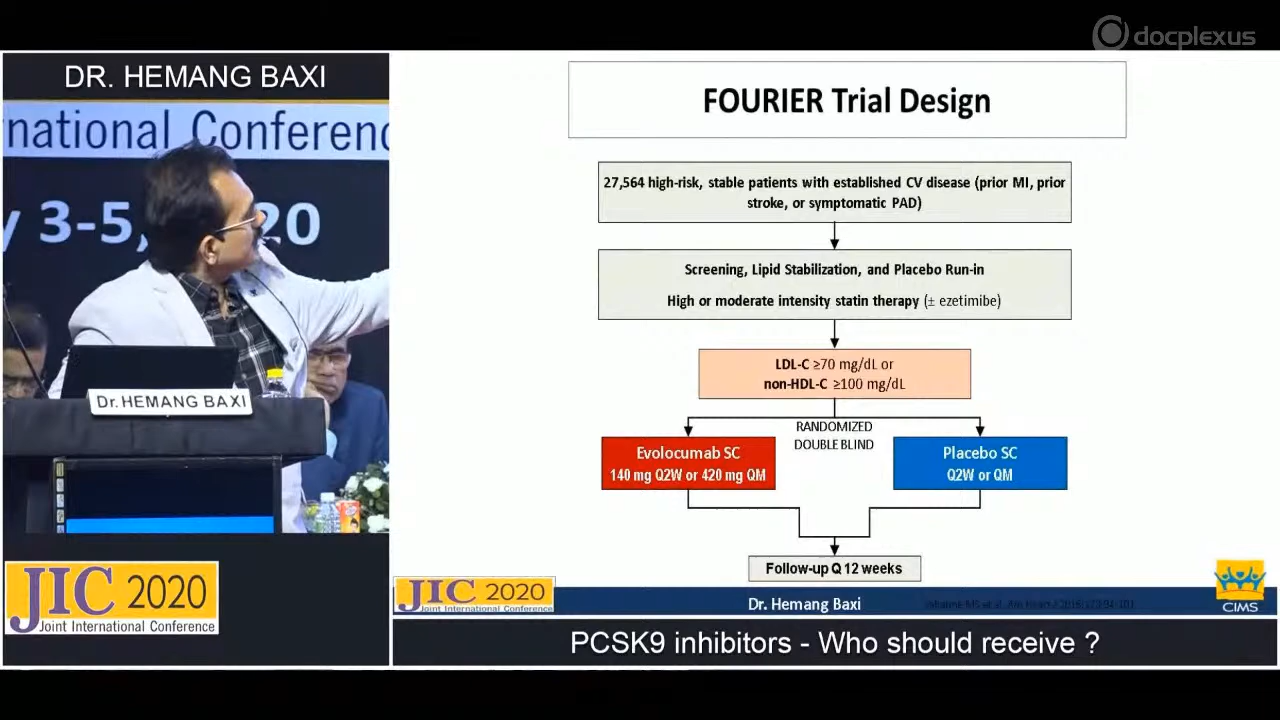 docplexus
DR. HEMANG BAXI
national Conferenc
y 3-5, 2020
Dr. HEMANG BAXI
JIC 2020
Joint International Conference
FOURIER Trial Design
27,564 high-risk, stable patients with established CV disease (prior MI, prior
stroke, or symptomatic PAD)
Screening, Lipid Stabilization, and Placebo Run-in
High or moderate intensity statin therapy (± ezetimibe)
LDL-C ≥70 mg/dL or
non-HDL-C ≥100 mg/dL
RANDOMIZED
DOUBLE BLIND
Evolocumab SC
140 mg Q2W or 420 mg QM
Placebo SC
Q2W or QM
Follow-up Q 12 weeks
JIC 2020
Joint International Conference
Dr. Hemang Baxi
CIMS
PCSK9 inhibitors - Who should receive ?